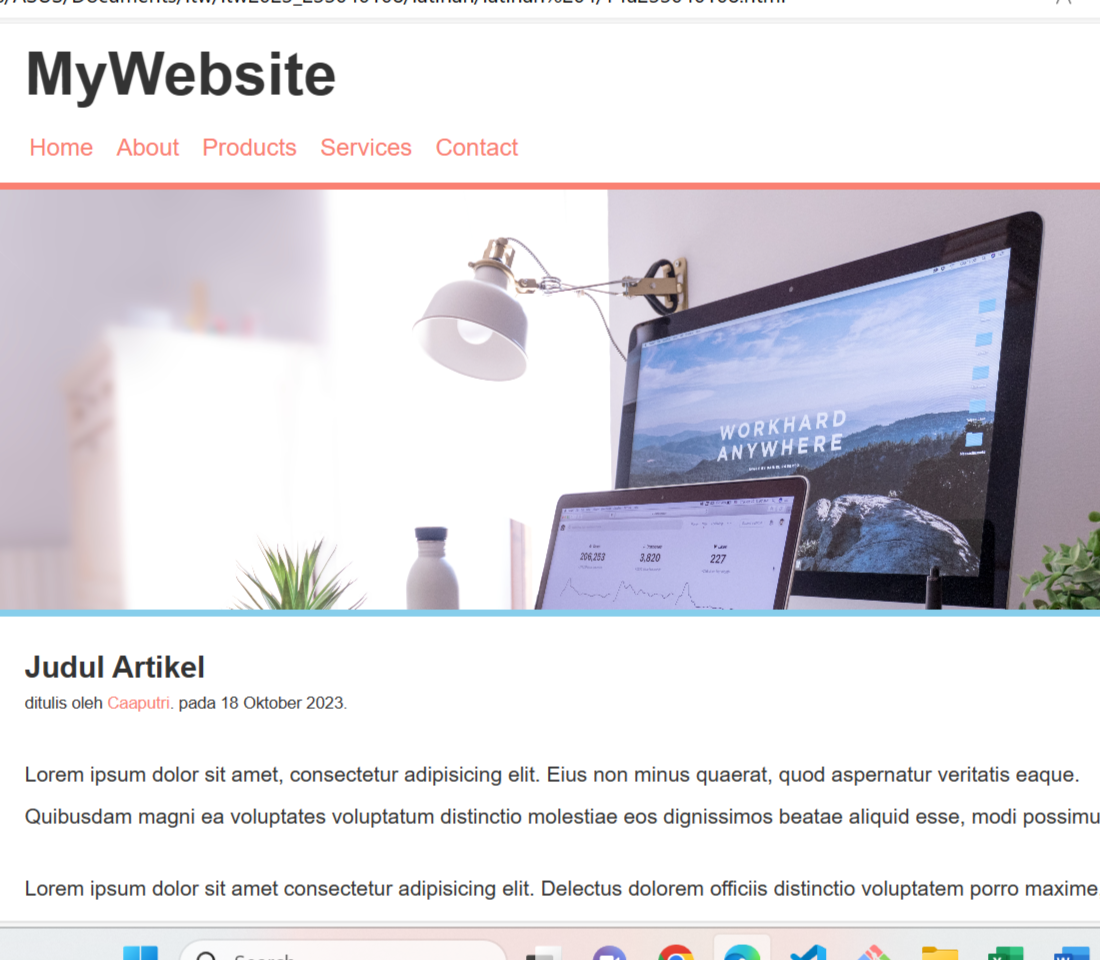 MyWebsite
Home About Products Services Contact
WORKHARD
ANYWHERE
206,253 3,820 227
Judul Artikel
ditulis oleh Caaputri. pada 18 Oktober 2023.
Lorem ipsum dolor sit amet, consectetur adipisicing elit. Eius non minus quaerat, quod aspernatur veritatis eaque.
Quibusdam magni ea voluptates voluptatum distinctio molestiae eos dignissimos beatae aliquid esse, modi possimu
Lorem ipsum dolor sit amet consectetur adipisicing elit. Delectus dolorem officiis distinctio voluptatem porro maxime